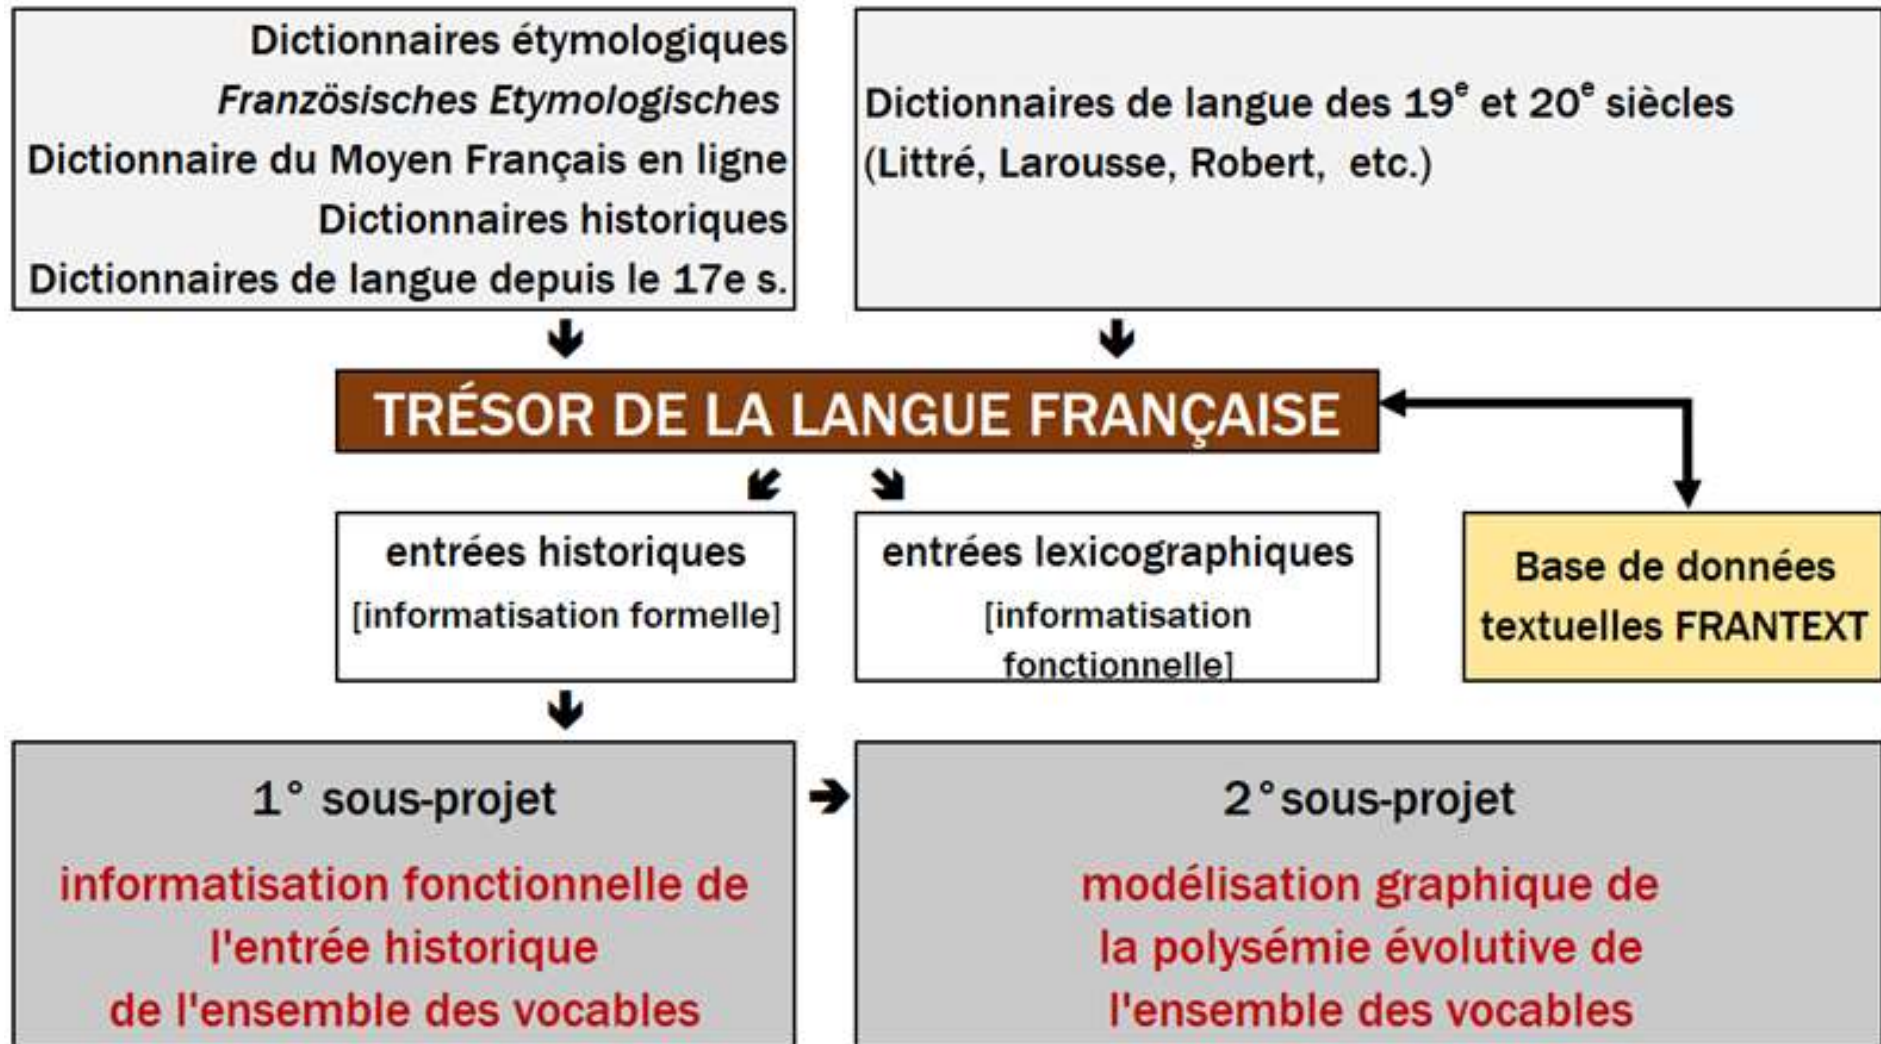 Dictionnaires étymologiques
Französisches Etymologisches
Dictionnaire du Moyen Français en ligne
Dictionnaires historiques
Dictionnaires de langue depuis le 17e s.
Dictionnaires de langue des 19e et 20e siècles
(Littré, Larousse, Robert, etc.)
TRÉSOR DE LA LANGUE FRANÇAISE
entrées historiques
[informatisation formelle]
entrées lexicographiques
[informatisation
fonctionnelle]
Base de données
textuelles FRANTEXT
1° sous-projet
informatisation fonctionnelle de
l'entrée historique
de l'ensemble des vocables
2°sous-projet
modélisation graphique de
la polysémie évolutive de
l'ensemble des vocables